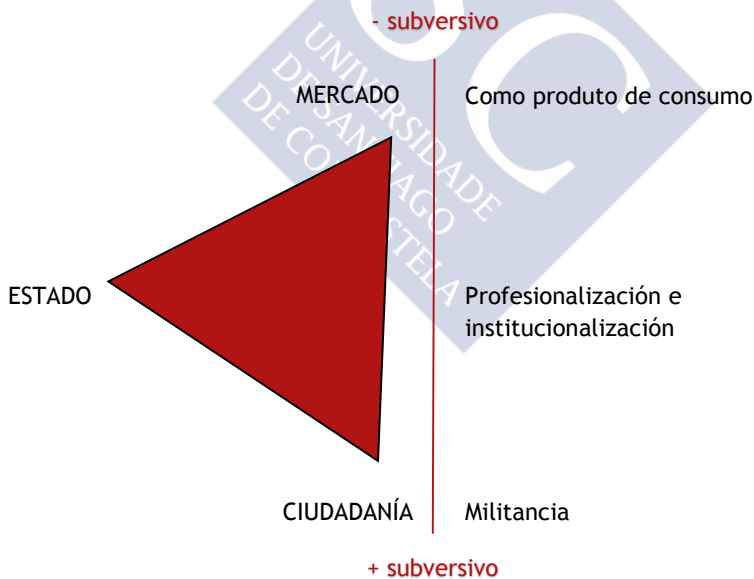 - subversivo
MERCADO
Como produto de consumo
UNIVERSIDADE
DE SANTIAGO
DE COMPOSTELA
ESTADO
Profesionalización e
institucionalización
CIUDADANÍA
Militancia
+ subversivo